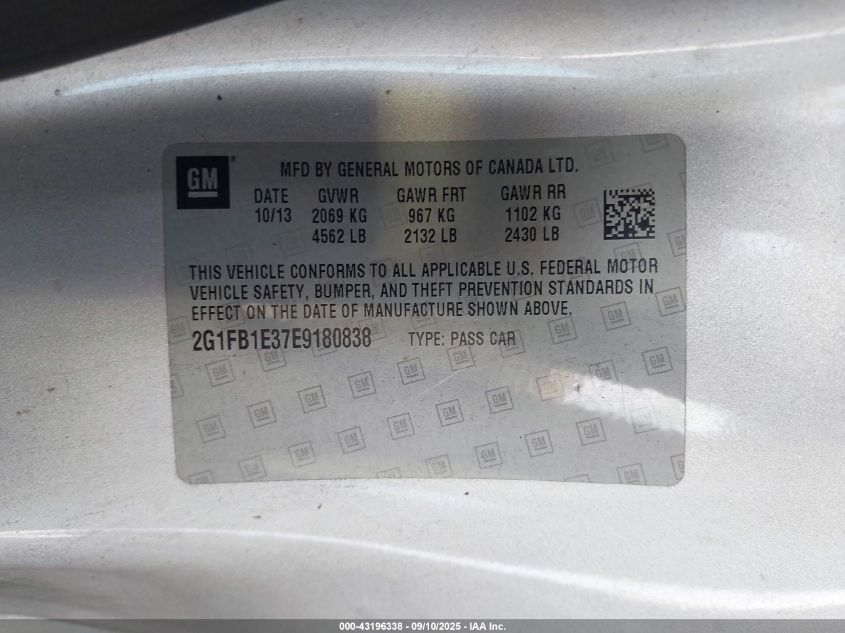 GM
MFD BY GENERAL MOTORS OF CANADA LTD.
DATE GVWR GAWR FRT GAWR RR
10/13 2069 KG 967 KG 1102 KG
4562 LB 2132 LB 2430 LB
THIS VEHICLE CONFORMS TO ALL APPLICABLE U.S. FEDERAL MOTOR
VEHICLE SAFETY, BUMPER, AND THEFT PREVENTION STANDARDS IN
EFFECT ON THE DATE OF MANUFACTURE SHOWN ABOVE.
2G1FB1E37E9180838 TYPE: PASS CAR
000-43196338 - 09/10/2025 - IAA Inc.